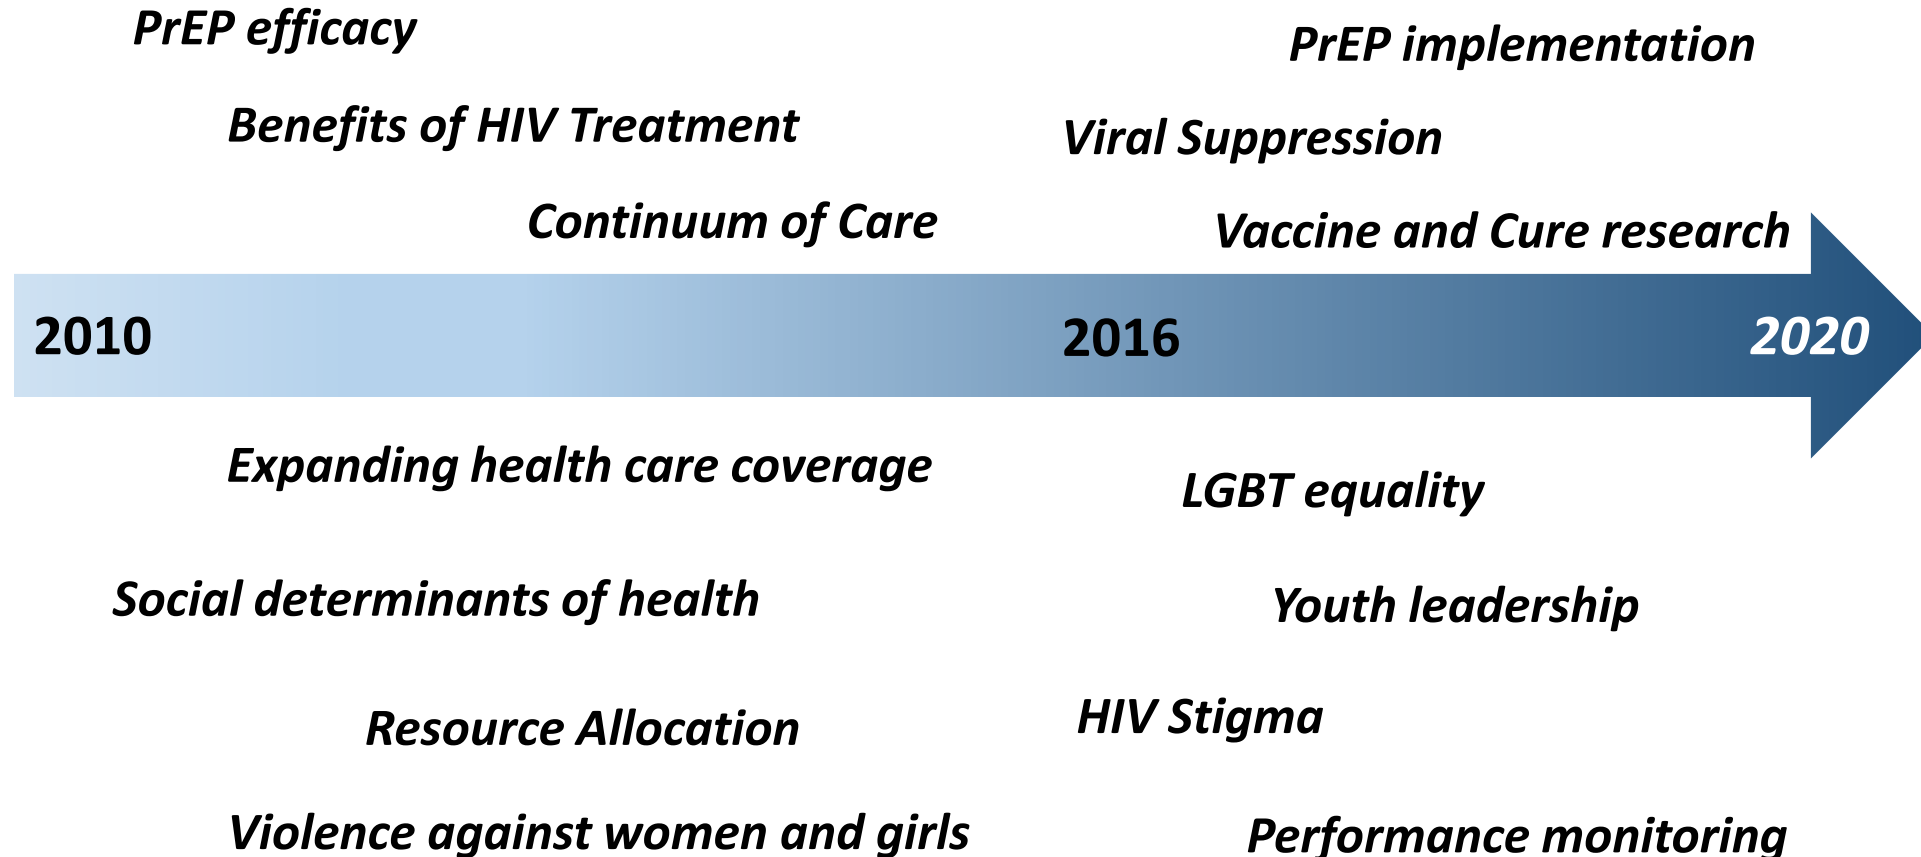 PrEP efficacy
PrEP implementation
Benefits of HIV Treatment
Viral Suppression
Continuum of Care
Vaccine and Cure research
2010
2016
2020
Expanding health care coverage
LGBT equality
Social determinants of health
Youth leadership
Resource Allocation
HIV Stigma
Violence against women and girls
Performance monitoring